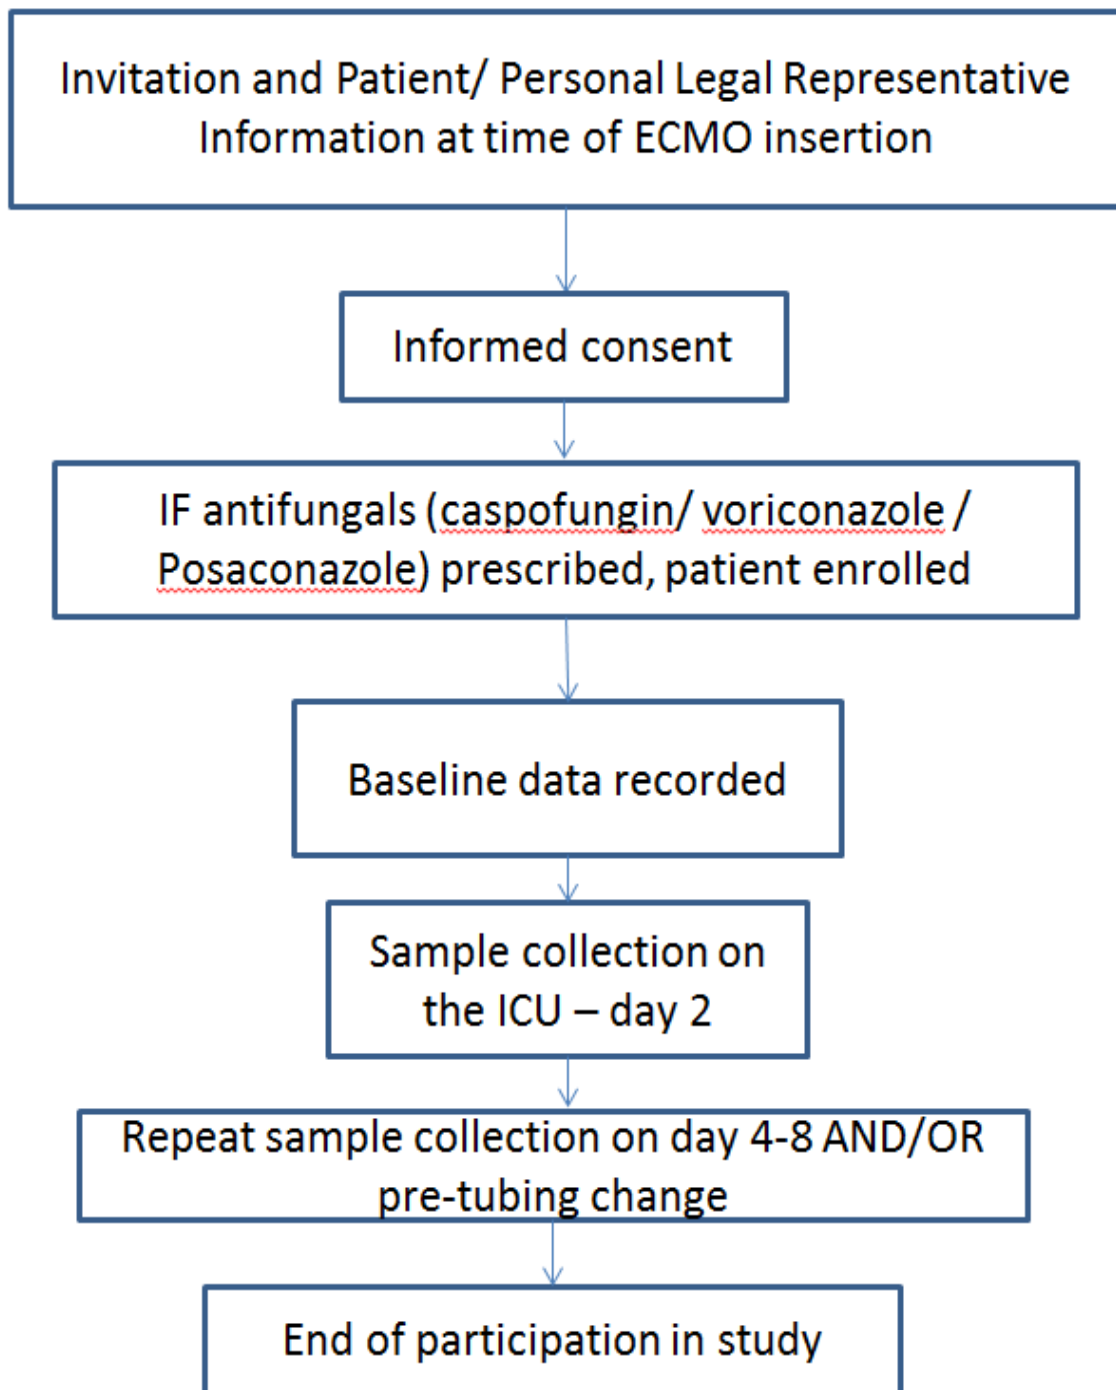 Invitation and Patient/ Personal Legal Representative
Information at time of ECMO insertion
Informed consent
IF antifungals (caspofungin/ voriconazole /
Posaconazole) prescribed, patient enrolled
Baseline data recorded
Sample collection on
the ICU – day 2
Repeat sample collection on day 4-8 AND/OR
pre-tubing change
End of participation in study